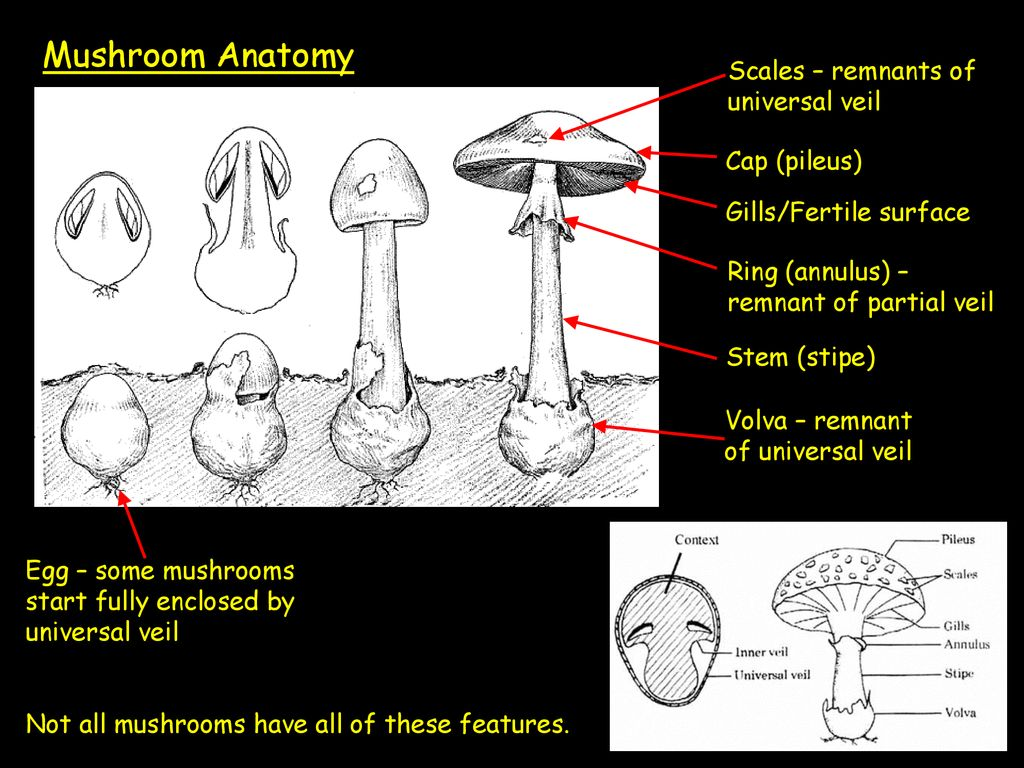 Mushroom Anatomy
Scales – remnants of
universal veil
Cap (pileus)
Gills/Fertile surface
Ring (annulus) –
remnant of partial veil
Stem (stipe)
Volva – remnant
of universal veil
Egg – some mushrooms
start fully enclosed by
universal veil
Not all mushrooms have all of these features.
Context
Inner veil
Universal veil
Pileus
Scales
Gills
Annulus
Stipe
Volva